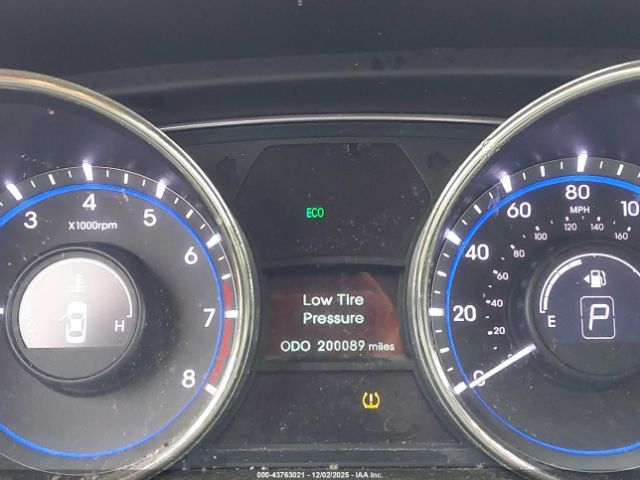 ECO
3 4 5 6 7 8
X1000rpm
C H
Low Tire
Pressure
ODO 200089 miles
0 20 40 60 80 10
MPH
20 40 60 80 100 120 140 160
E
P
000-43763021 - 12/02/2025 - IAA Inc.